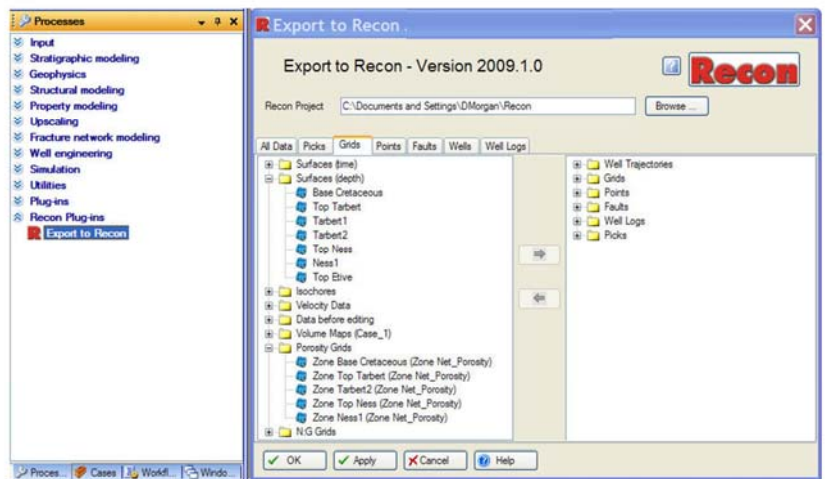 Processes
Input
Stratigraphic modeling
Geophysics
Structural modeling
Property modeling
Upscaling
Fracture network modeling
Well engineering
Simulation
Utilities
Plug-ins
Recon Plug-ins
R Export to Recon
Proces... Cases Workfl... Windo...
R Export to Recon .
Export to Recon - Version 2009.1.0
Recon
Recon Project C:\Documents and Settings\DMorgan\Recon Browse ...
All Data Picks Grids Points Faults Wells Well Logs
Surfaces (time)
Surfaces (depth)
Base Cretaceous
Top Tarbert
Tarbert1
Tarbert2
Top Ness
Ness1
Top Etive
Isochores
Velocity Data
Data before editing
Volume Maps (Case_1)
Porosity Grids
Zone Base Cretaceous (Zone Net_Porosity)
Zone Top Tarbert (Zone Net_Porosity)
Zone Tarbert2 (Zone Net_Porosity)
Zone Top Ness (Zone Net_Porosity)
Zone Ness1 (Zone Net_Porosity)
N:G Grids
Well Trajectories
Grids
Points
Faults
Well Logs
Picks
OK Apply Cancel Help